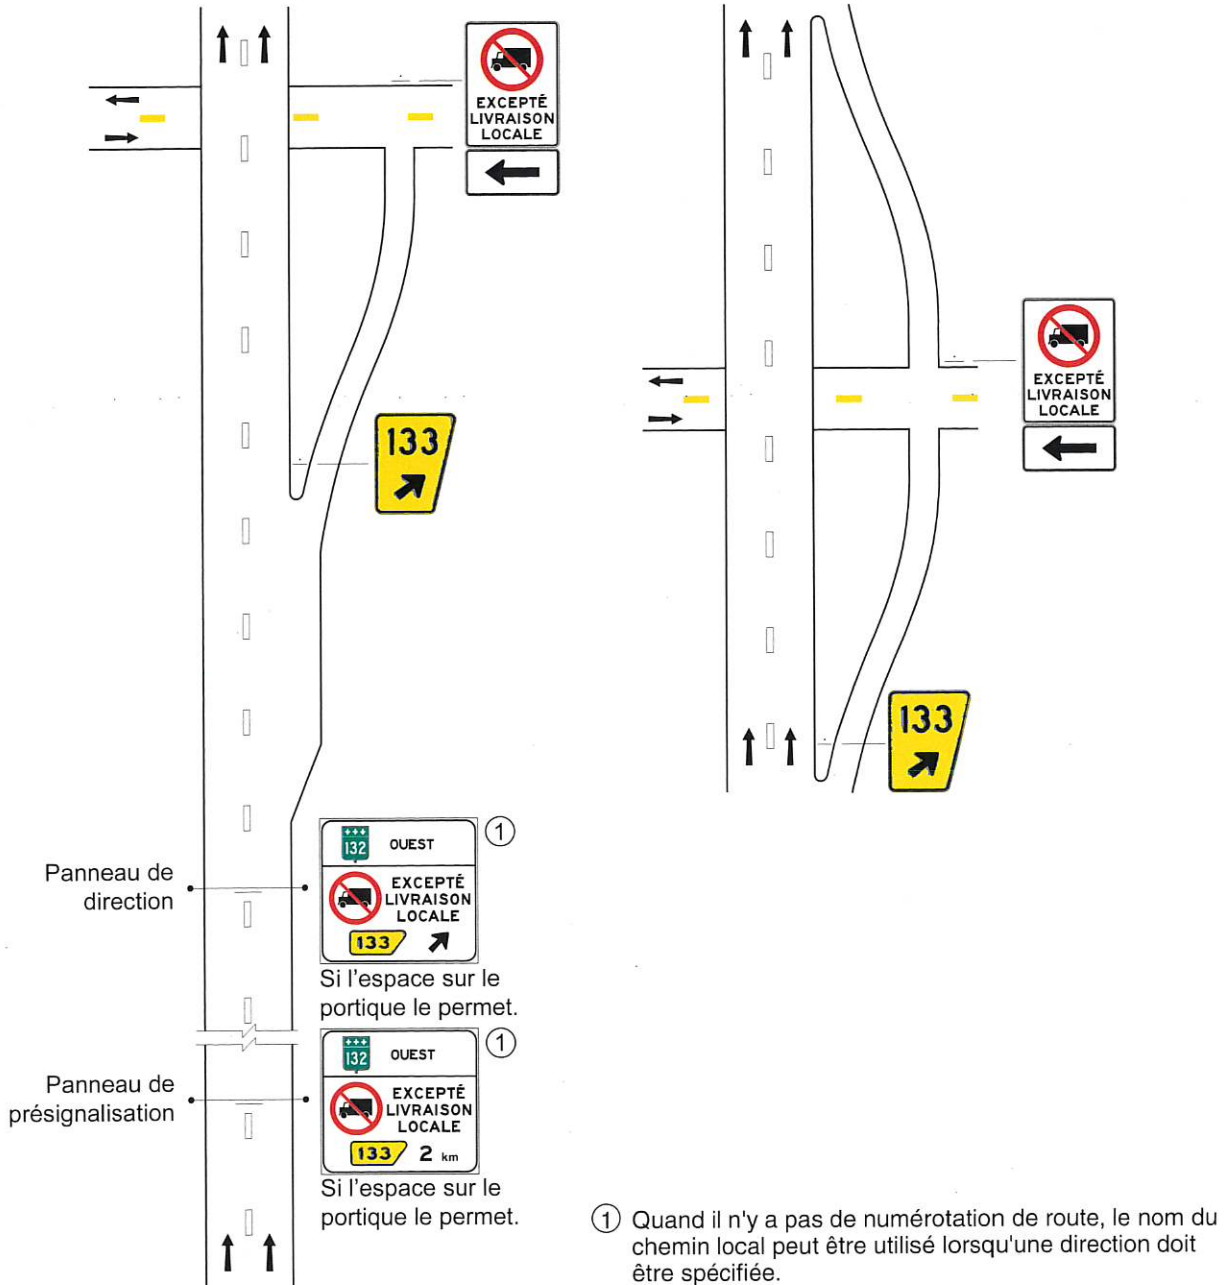 EXCEPTÉ
LIVRAISON
LOCALE
133
EXCEPTÉ
LIVRAISON
LOCALE
133
Panneau de
direction
132 OUEST
1
EXCEPTÉ
LIVRAISON
LOCALE
133
Si l'espace sur le
portique le permet.
Panneau de
présignalisation
132 OUEST
1
EXCEPTÉ
LIVRAISON
LOCALE
133 2 km
Si l'espace sur le
portique le permet.
1 Quand il n'y a pas de numérotation de route, le nom du
chemin local peut être utilisé lorsqu'une direction doit
être spécifiée.